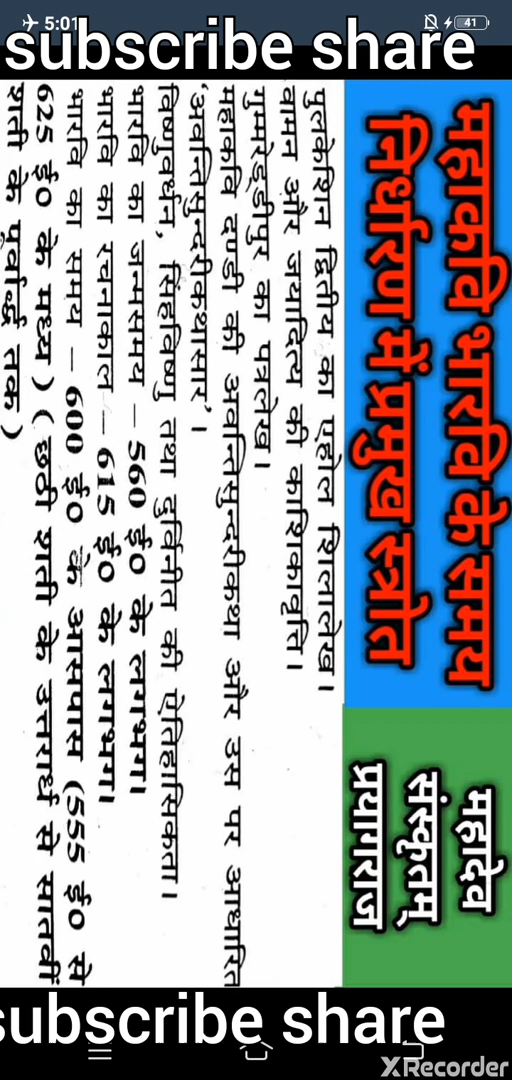 5:01
41
subscribe share
महाकवि भारवि के समय
निर्धारण में प्रमुख स्त्रोत
महादेव
संस्कृतम्
प्रयागराज
पुलकेशिन द्वितीय का एहोल शिलालेख।
वामन और जयादित्य की काशिकावृत्ति।
गुमरेड्डीपुर का पत्रलेख।
महाकवि दण्डी की अवन्तिसुन्दरीकथा और उस पर आधारित
'अवन्तिसुन्दरीकथासार'।
विष्णुवर्धन, सिंहविष्णु तथा दुर्विनीत की ऐतिहासिकता।
भारवि का जन्मसमय – 560 ई० के लगभग।
भारवि का रचनाकाल – 615 ई० के लगभग।
भारवि का समय – 600 ई० के आसपास (555 ई० से
625 ई० के मध्य) ( छठी शती के उत्तरार्ध से सातवीं
शती के पूर्वार्द्ध तक)
subscribe share
XRecorder